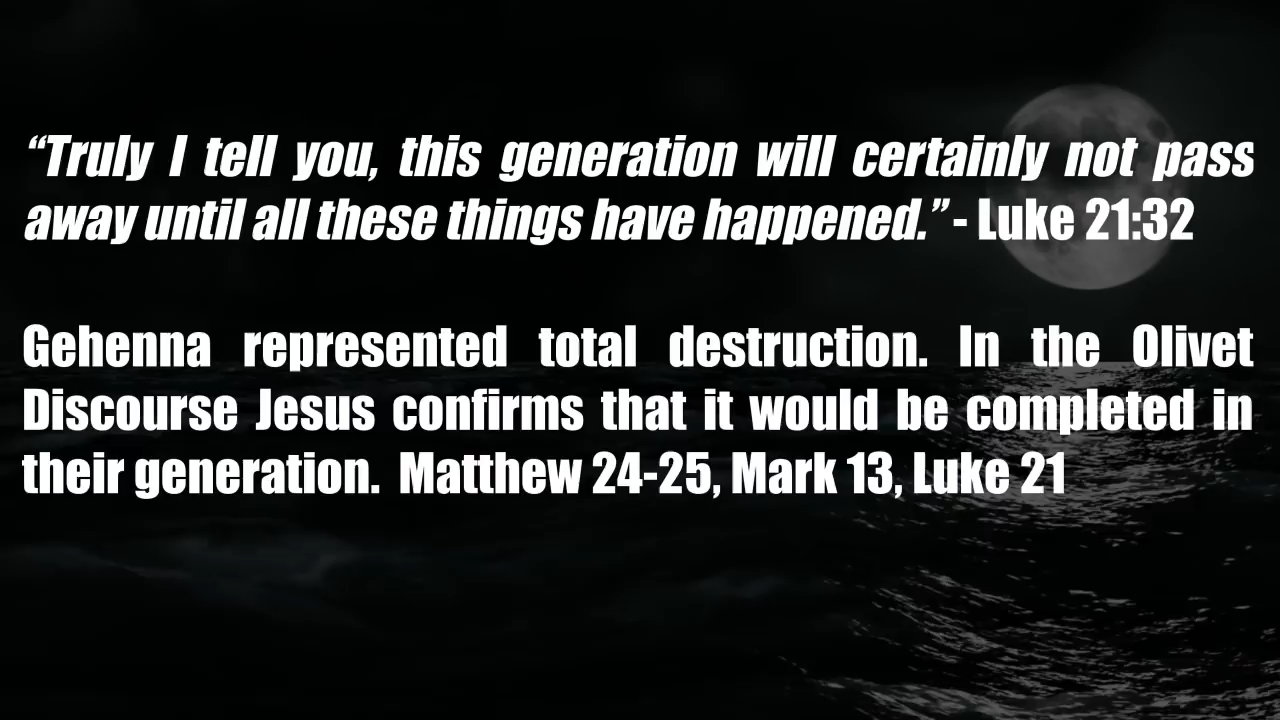 “Truly I tell you, this generation will certainly not pass
away until all these things have happened.” - Luke 21:32
Gehenna represented total destruction. In the Olivet
Discourse Jesus confirms that it would be completed in
their generation.  Matthew 24-25, Mark 13, Luke 21